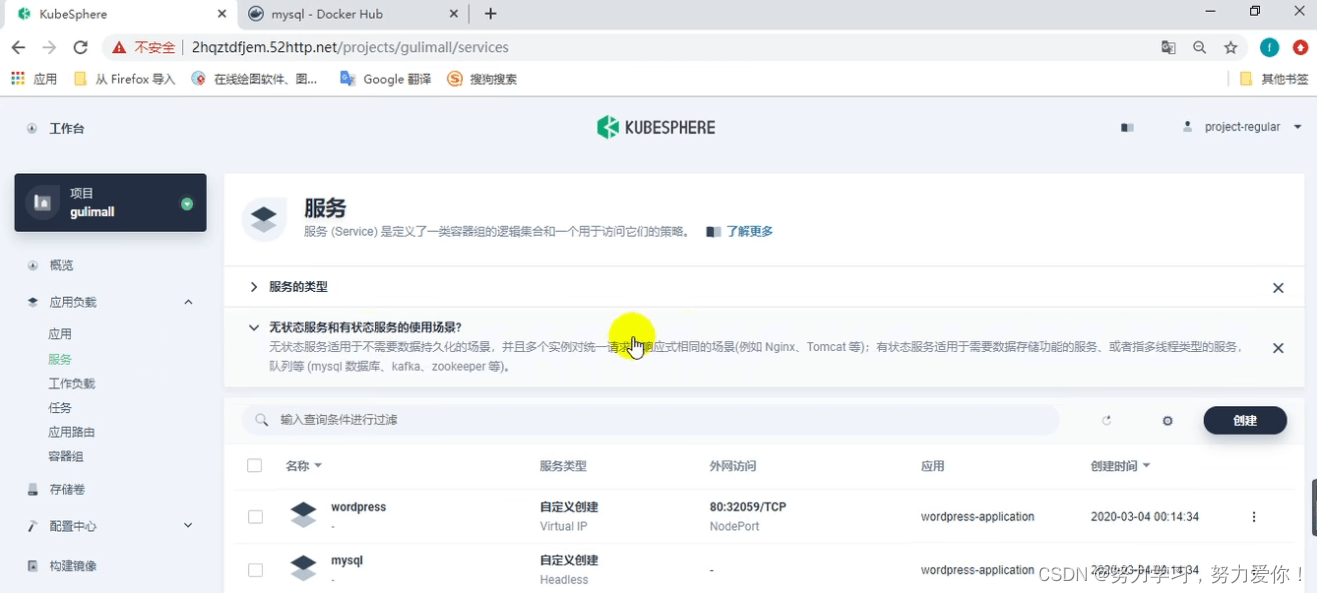 KubeSphere
mysql - Docker Hub
不安全 2hqztdfjem.52http.net/projects/gulimall/services
应用 从 Firefox 导入 在线绘图软件、图... Google 翻译 搜狗搜索 其他书签
工作台
KUBESPHERE
project-regular
项目
gulimall
概览
应用负载
应用
服务
工作负载
任务
应用路由
容器组
存储卷
配置中心
构建镜像
服务
服务 (Service) 是定义了一类容器组的逻辑集合和一个用于访问它们的策略。 了解更多
服务的类型
无状态服务和有状态服务的使用场景?
无状态服务适用于不需要数据持久化的场景，并且多个实例对统一请求 响应式相同的场景(例如 Nginx、Tomcat 等)；有状态服务适用于需要数据存储功能的服务、或者指多线程类型的服务，
队列等 (mysql 数据库、kafka、zookeeper 等)。
输入查询条件进行过滤
创建
名称 服务类型 外网访问 应用 创建时间
wordpress 自定义创建 80:32059/TCP
- Virtual IP NodePort wordpress-application 2020-03-04 00:14:34
mysql 自定义创建
- Headless - wordpress-application 2020-03-04 00:14:34
CSDN @努力学习，努力爱你！